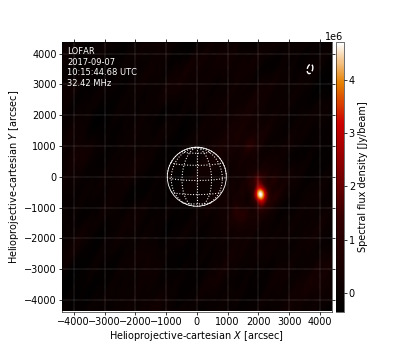 1e6
LOFAR
2017-09-07
10:15:44.68 UTC
32.42 MHz
4000
3000
2000
1000
0
−1000
−2000
−3000
−4000
Helioprojective-cartesian Y [arcsec]
−4000 −3000 −2000 −1000 0 1000 2000 3000 4000
Helioprojective-cartesian X [arcsec]
4
3
2
1
0
Spectral flux density [Jy/beam]